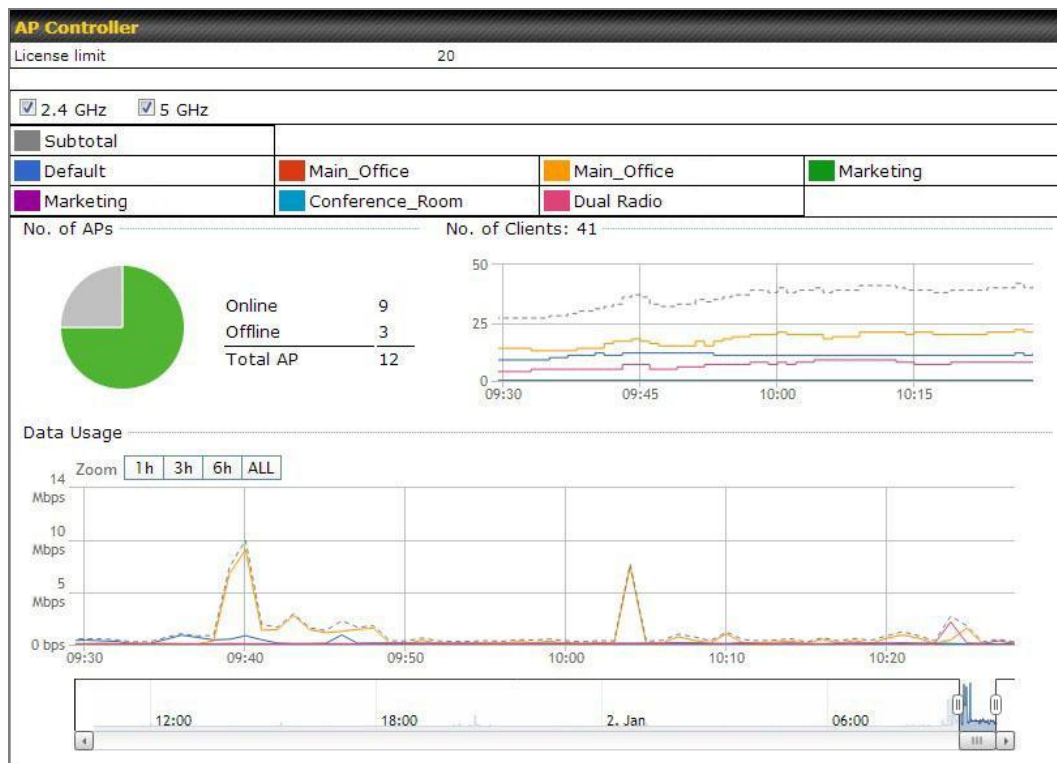 AP Controller
License limit 20
2.4 GHz 5 GHz
Subtotal
Default Main_Office Main_Office Marketing
Marketing Conference_Room Dual Radio
No. of APs
No. of Clients: 41
Online 9
Offline 3
Total AP 12
50
25
0
09:30 09:45 10:00 10:15
Data Usage
Zoom 1h 3h 6h ALL
14
Mbps
10
Mbps
5
Mbps
0 bps
09:30 09:40 09:50 10:00 10:10 10:20
12:00 18:00 2. Jan 06:00